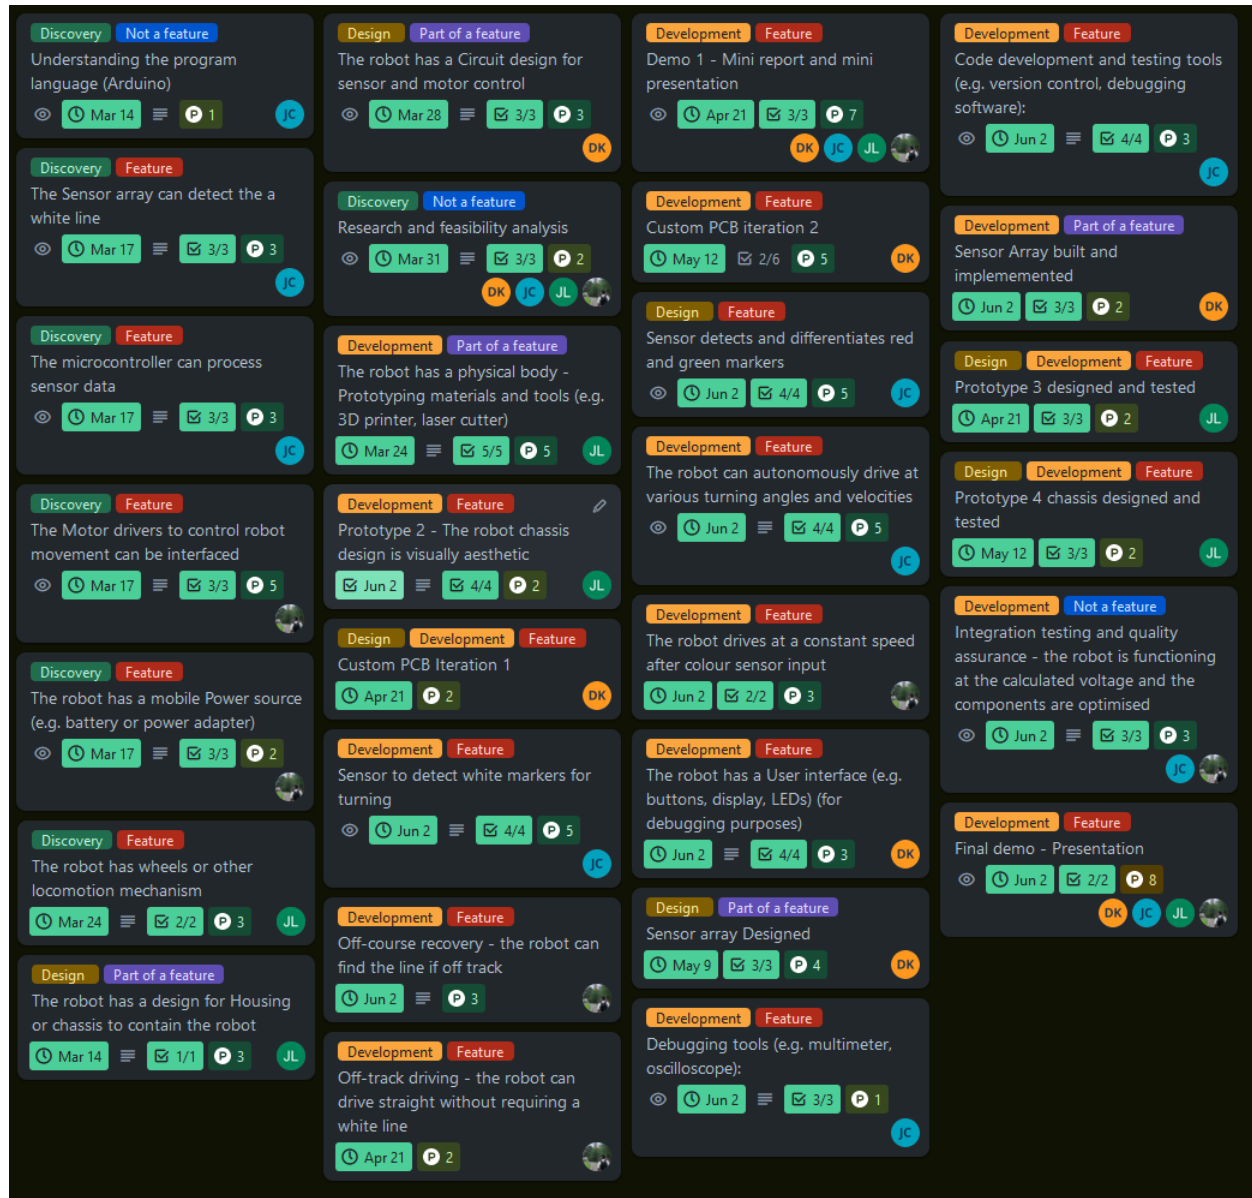 Discovery Not a feature
Understanding the program
language (Arduino)
Mar 14 P 1 JC
Discovery Feature
The Sensor array can detect the a
white line
Mar 17 3/3 P 3
JC
Discovery Feature
The microcontroller can process
sensor data
Mar 17 3/3 P 3
JC
Discovery Feature
The Motor drivers to control robot
movement can be interfaced
Mar 17 3/3 P 5
Discovery Feature
The robot has a mobile Power source
(e.g. battery or power adapter)
Mar 17 3/3 P 2
Discovery Feature
The robot has wheels or other
locomotion mechanism
Mar 24 2/2 P 3 JL
Design Part of a feature
The robot has a design for Housing
or chassis to contain the robot
Mar 14 1/1 P 3 JL
Design Part of a feature
The robot has a Circuit design for
sensor and motor control
Mar 28 3/3 P 3
DK
Discovery Not a feature
Research and feasibility analysis
Mar 31 3/3 P 2
DK JC JL
Development Part of a feature
The robot has a physical body -
Prototyping materials and tools (e.g.
3D printer, laser cutter)
Mar 24 5/5 P 5 JL
Development Feature
Prototype 2 - The robot chassis
design is visually aesthetic
Jun 2 4/4 P 2 JL
Design Development Feature
Custom PCB Iteration 1
Apr 21 P 2 DK
Development Feature
Sensor to detect white markers for
turning
Jun 2 4/4 P 5
JC
Development Feature
Off-course recovery - the robot can
find the line if off track
Jun 2 P 3
Development Feature
Off-track driving - the robot can
drive straight without requiring a
white line
Apr 21 P 2
Development Feature
Demo 1 - Mini report and mini
presentation
Apr 21 3/3 P 7
DK JC JL
Development Feature
Custom PCB iteration 2
May 12 2/6 P 5 DK
Design Feature
Sensor detects and differentiates red
and green markers
Jun 2 4/4 P 5 JC
Development Feature
The robot can autonomously drive at
various turning angles and velocities
Jun 2 4/4 P 5
JC
Development Feature
The robot drives at a constant speed
after colour sensor input
Jun 2 2/2 P 3
Development Feature
The robot has a User interface (e.g.
buttons, display, LEDs) (for
debugging purposes)
Jun 2 4/4 P 3 DK
Design Part of a feature
Sensor array Designed
May 9 3/3 P 4 DK
Development Feature
Debugging tools (e.g. multimeter,
oscilloscope):
Jun 2 3/3 P 1
JC
Development Feature
Code development and testing tools
(e.g. version control, debugging
software):
Jun 2 4/4 P 3
JC
Development Part of a feature
Sensor Array built and
implememented
Jun 2 3/3 P 2 DK
Design Development Feature
Prototype 3 designed and tested
Apr 21 3/3 P 2 JL
Design Development Feature
Prototype 4 chassis designed and
tested
May 12 3/3 P 2 JL
Development Not a feature
Integration testing and quality
assurance - the robot is functioning
at the calculated voltage and the
components are optimised
Jun 2 3/3 P 3
JC
Development Feature
Final demo - Presentation
Jun 2 2/2 P 8
DK JC JL